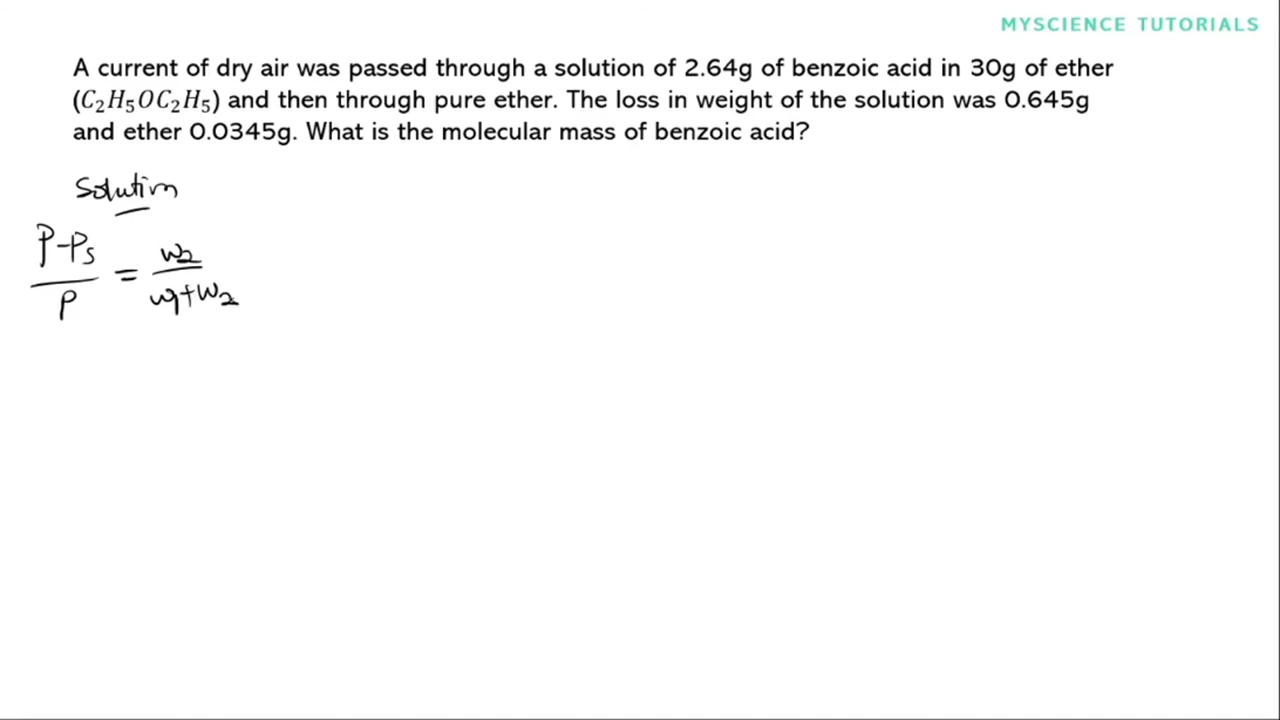 MYSCIENCE TUTORIALS
A current of dry air was passed through a solution of 2.64g of benzoic acid in 30g of ether
(C₂H₅OC₂H₅) and then through pure ether. The loss in weight of the solution was 0.645g
and ether 0.0345g. What is the molecular mass of benzoic acid?
Solution
(P-Ps)/P = w2/(w1+w2)